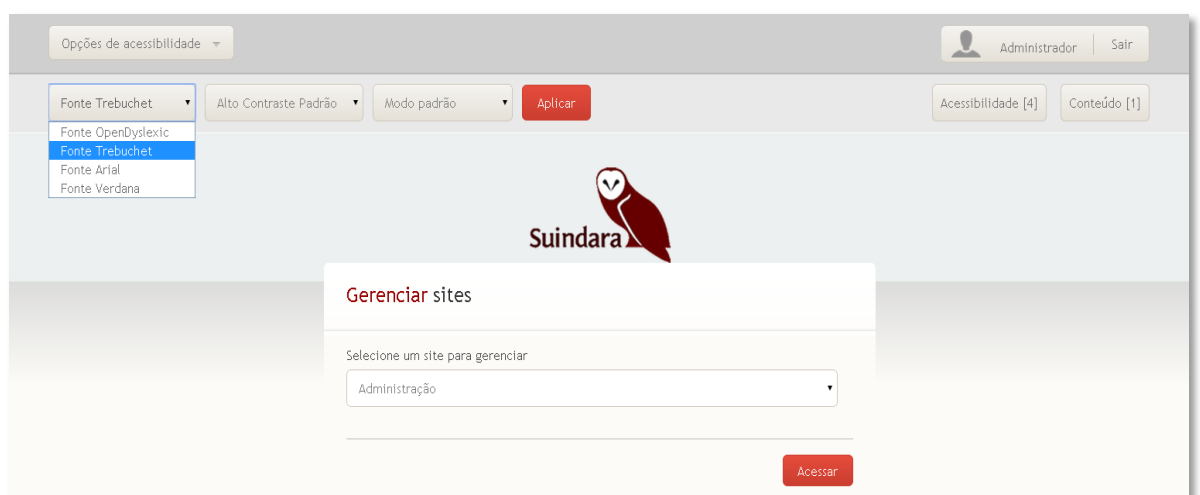 Opções de acessibilidade
Administrador
Sair
Fonte Trebuchet
Alto Contraste Padrão
Modo padrão
Aplicar
Acessibilidade [4]
Conteúdo [1]
Fonte OpenDyslexic
Fonte Trebuchet
Fonte Arial
Fonte Verdana
Suindara
Gerenciar sites
Selecione um site para gerenciar
Administração
Acessar